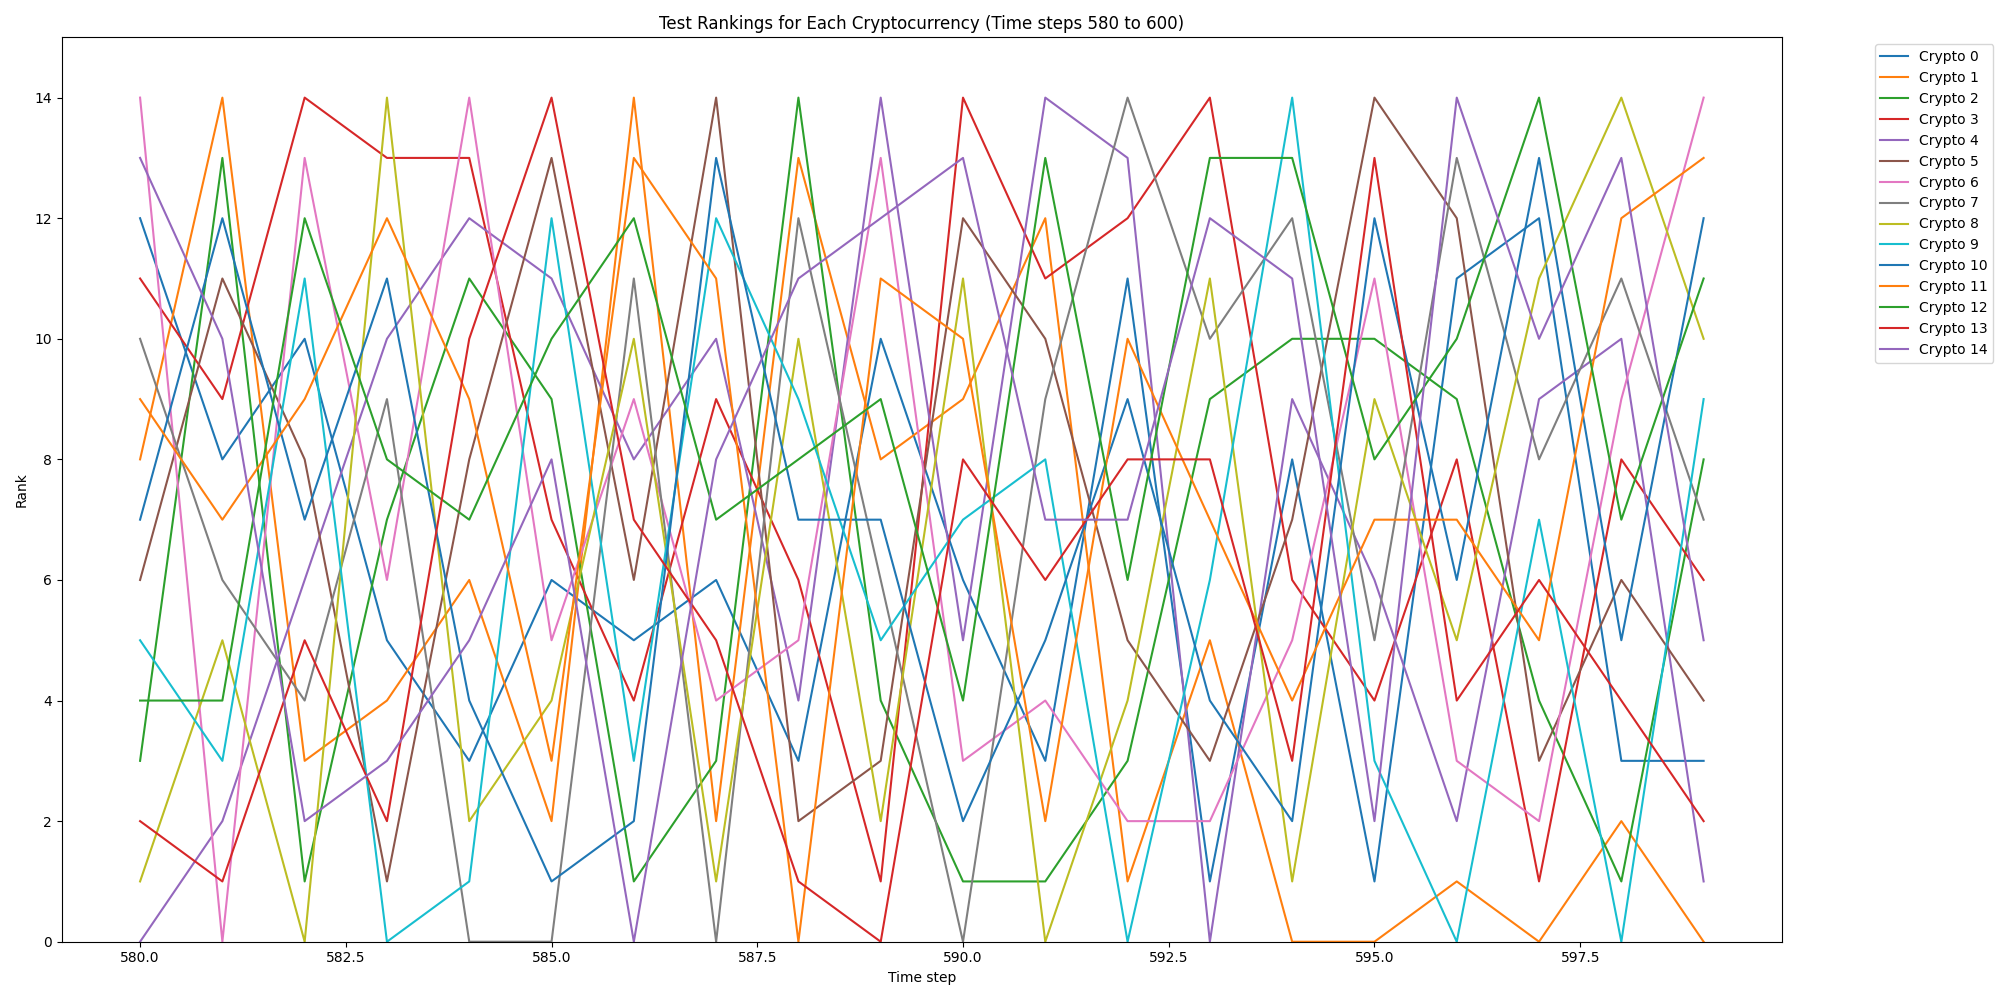 Test Rankings for Each Cryptocurrency (Time steps 580 to 600)
Rank
14
12
10
8
6
4
2
0
580.0 582.5 585.0 587.5 590.0 592.5 595.0 597.5
Time step
Crypto 0
Crypto 1
Crypto 2
Crypto 3
Crypto 4
Crypto 5
Crypto 6
Crypto 7
Crypto 8
Crypto 9
Crypto 10
Crypto 11
Crypto 12
Crypto 13
Crypto 14